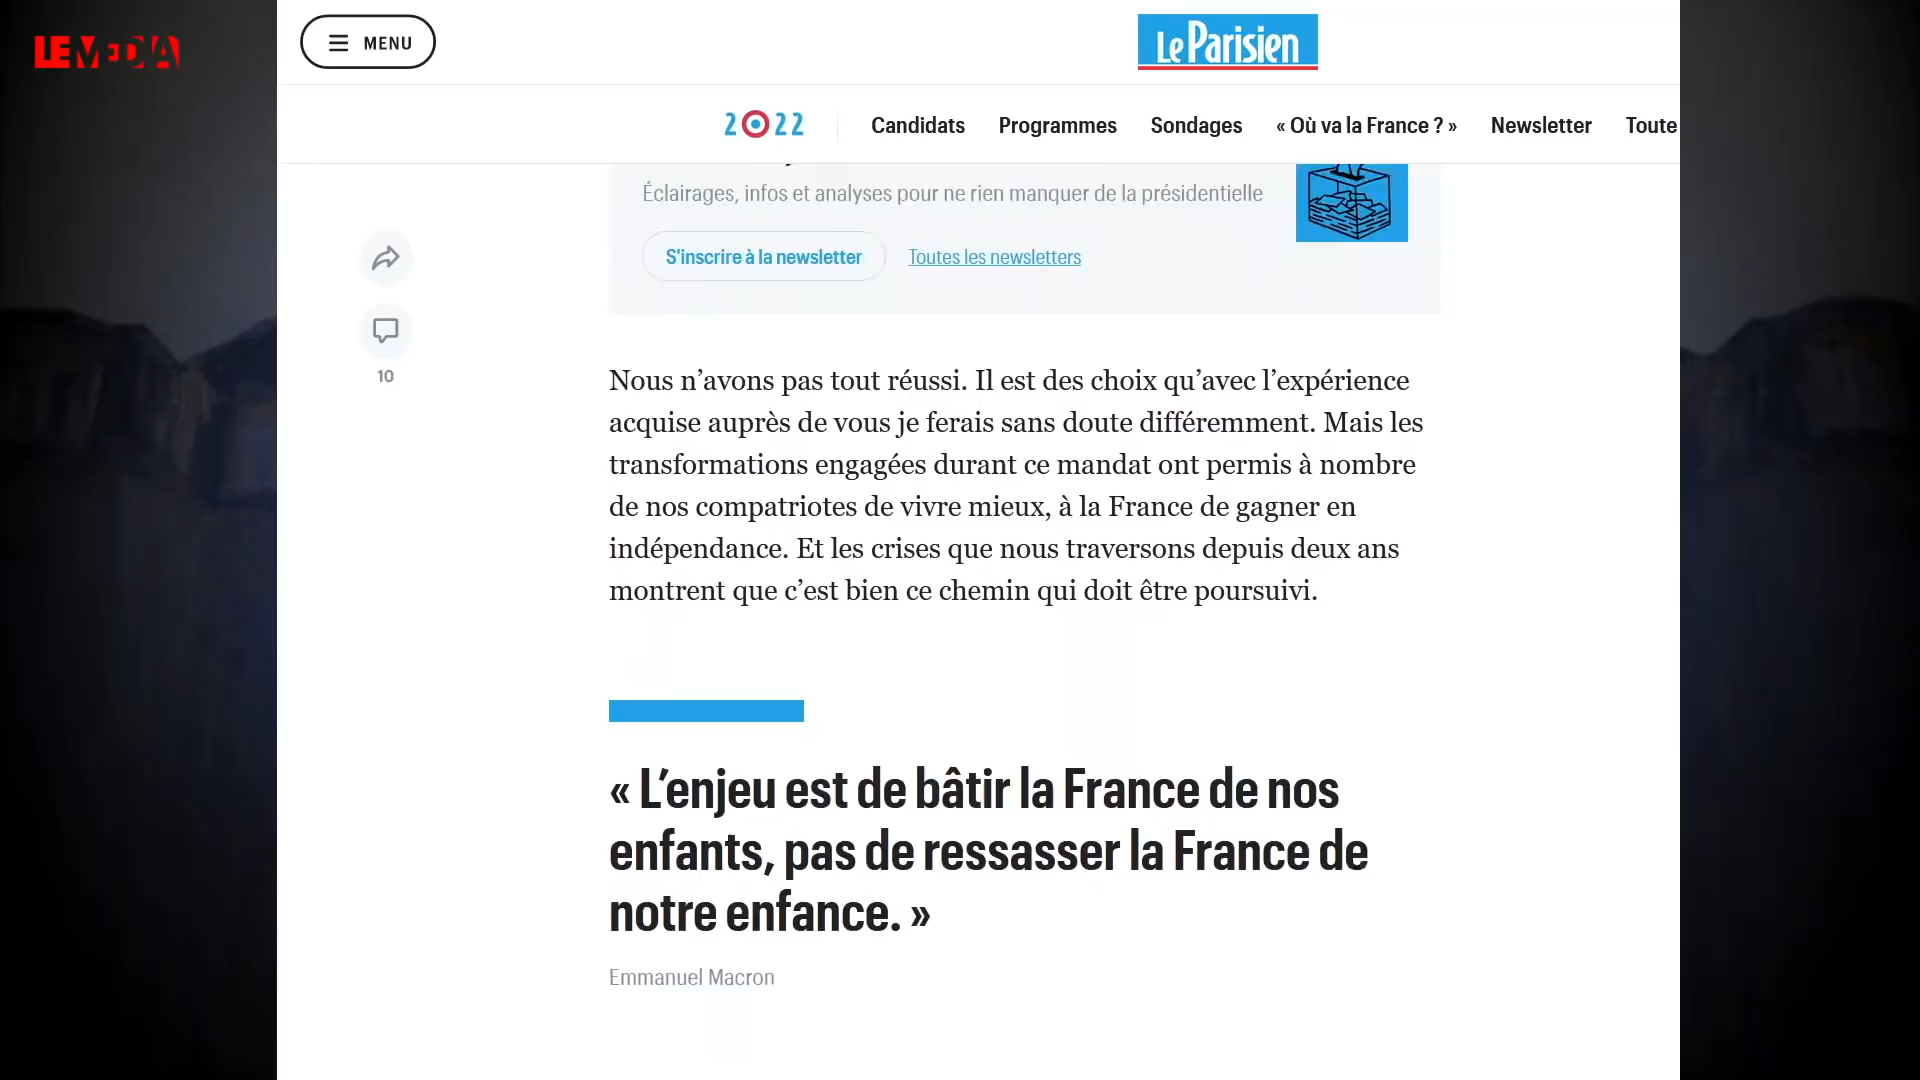 LE MEDIA
MENU
Le Parisien
2022
Candidats
Programmes
Sondages
« Où va la France ? »
Newsletter
Toute
Éclairages, infos et analyses pour ne rien manquer de la présidentielle
S'inscrire à la newsletter
Toutes les newsletters
10
Nous n’avons pas tout réussi. Il est des choix qu’avec l’expérience
acquise auprès de vous je ferais sans doute différemment. Mais les
transformations engagées durant ce mandat ont permis à nombre
de nos compatriotes de vivre mieux, à la France de gagner en
indépendance. Et les crises que nous traversons depuis deux ans
montrent que c’est bien ce chemin qui doit être poursuivi.
« L’enjeu est de bâtir la France de nos
enfants, pas de ressasser la France de
notre enfance. »
Emmanuel Macron